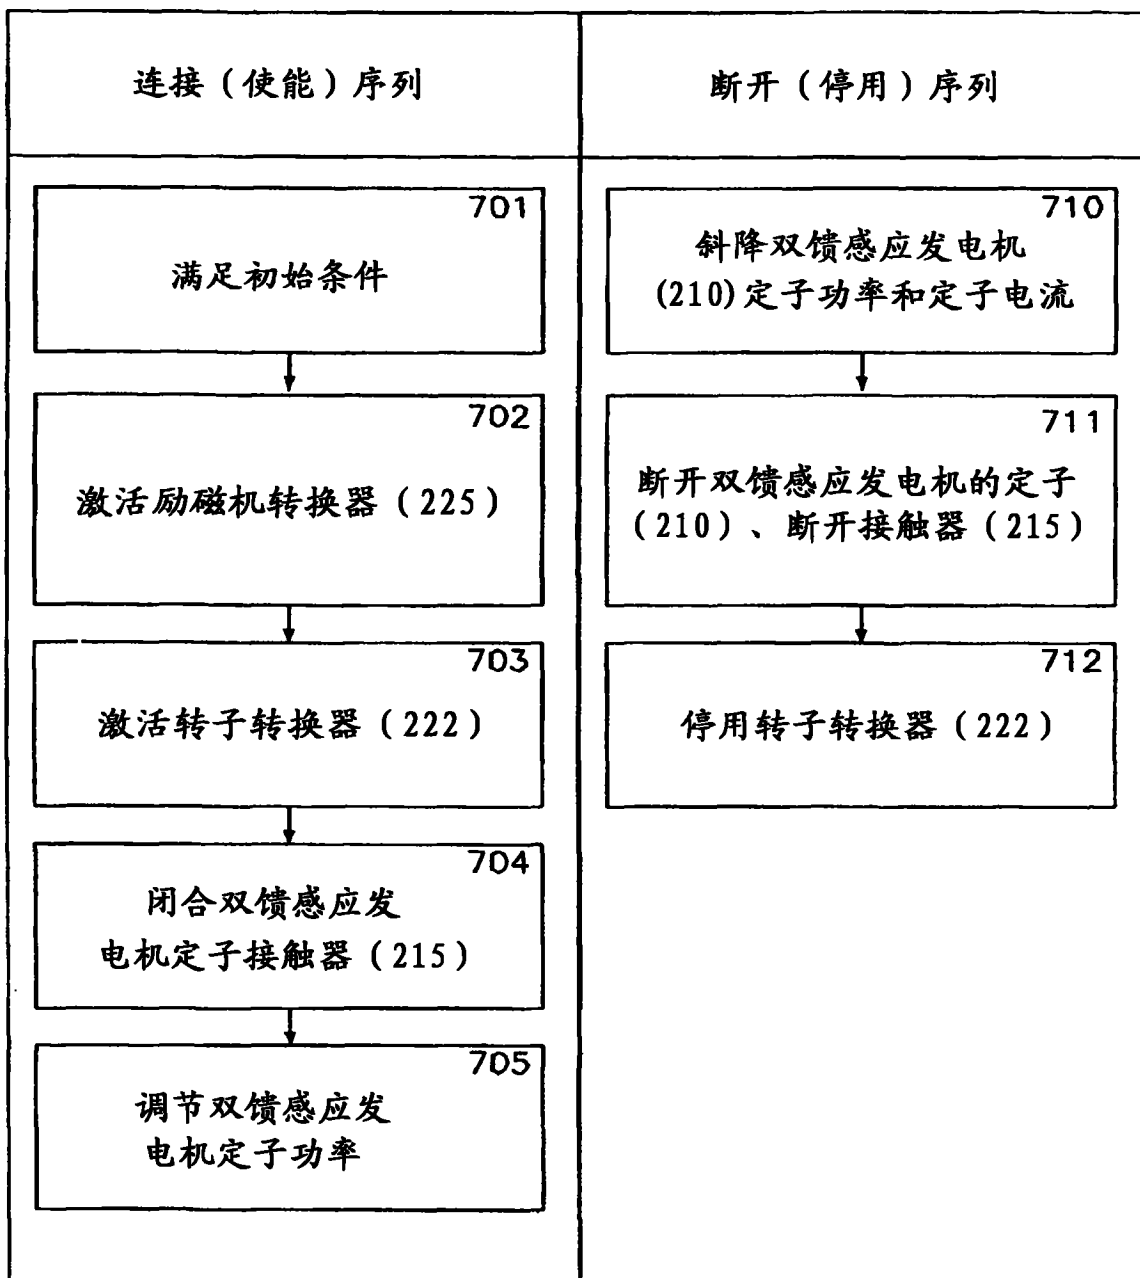 连接（使能）序列
701
满足初始条件
702
激活励磁机转换器（225）
703
激活转子转换器（222）
704
闭合双馈感应发
电机定子接触器（215）
705
调节双馈感应发
电机定子功率
断开（停用）序列
710
斜降双馈感应发电机
(210)定子功率和定子电流
711
断开双馈感应发电机的定子
（210）、断开接触器（215）
712
停用转子转换器（222）